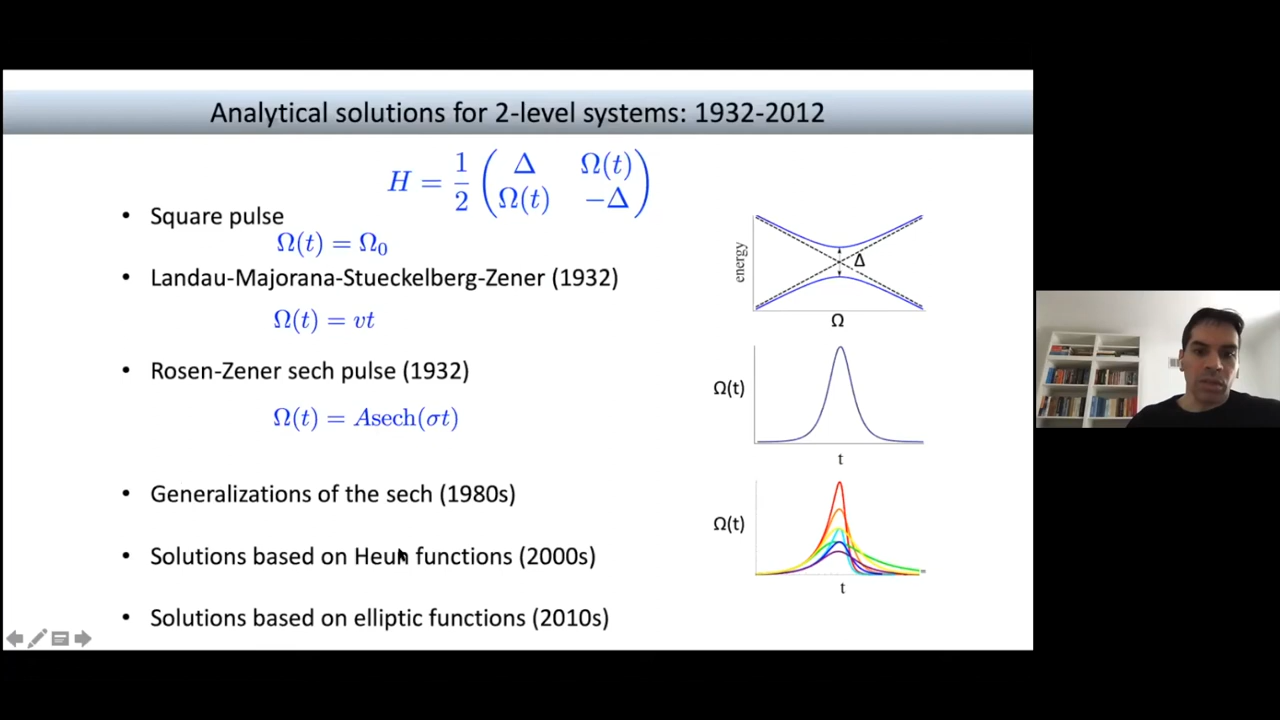 Analytical solutions for 2-level systems: 1932-2012
H = 1/2 ( Δ Ω(t) Ω(t) −Δ )
• Square pulse
Ω(t) = Ω₀
• Landau-Majorana-Stueckelberg-Zener (1932)
Ω(t) = vt
• Rosen-Zener sech pulse (1932)
Ω(t) = Asech(σt)
• Generalizations of the sech (1980s)
• Solutions based on Heun functions (2000s)
• Solutions based on elliptic functions (2010s)
energy
Δ
Ω
Ω(t)
t
Ω(t)
t